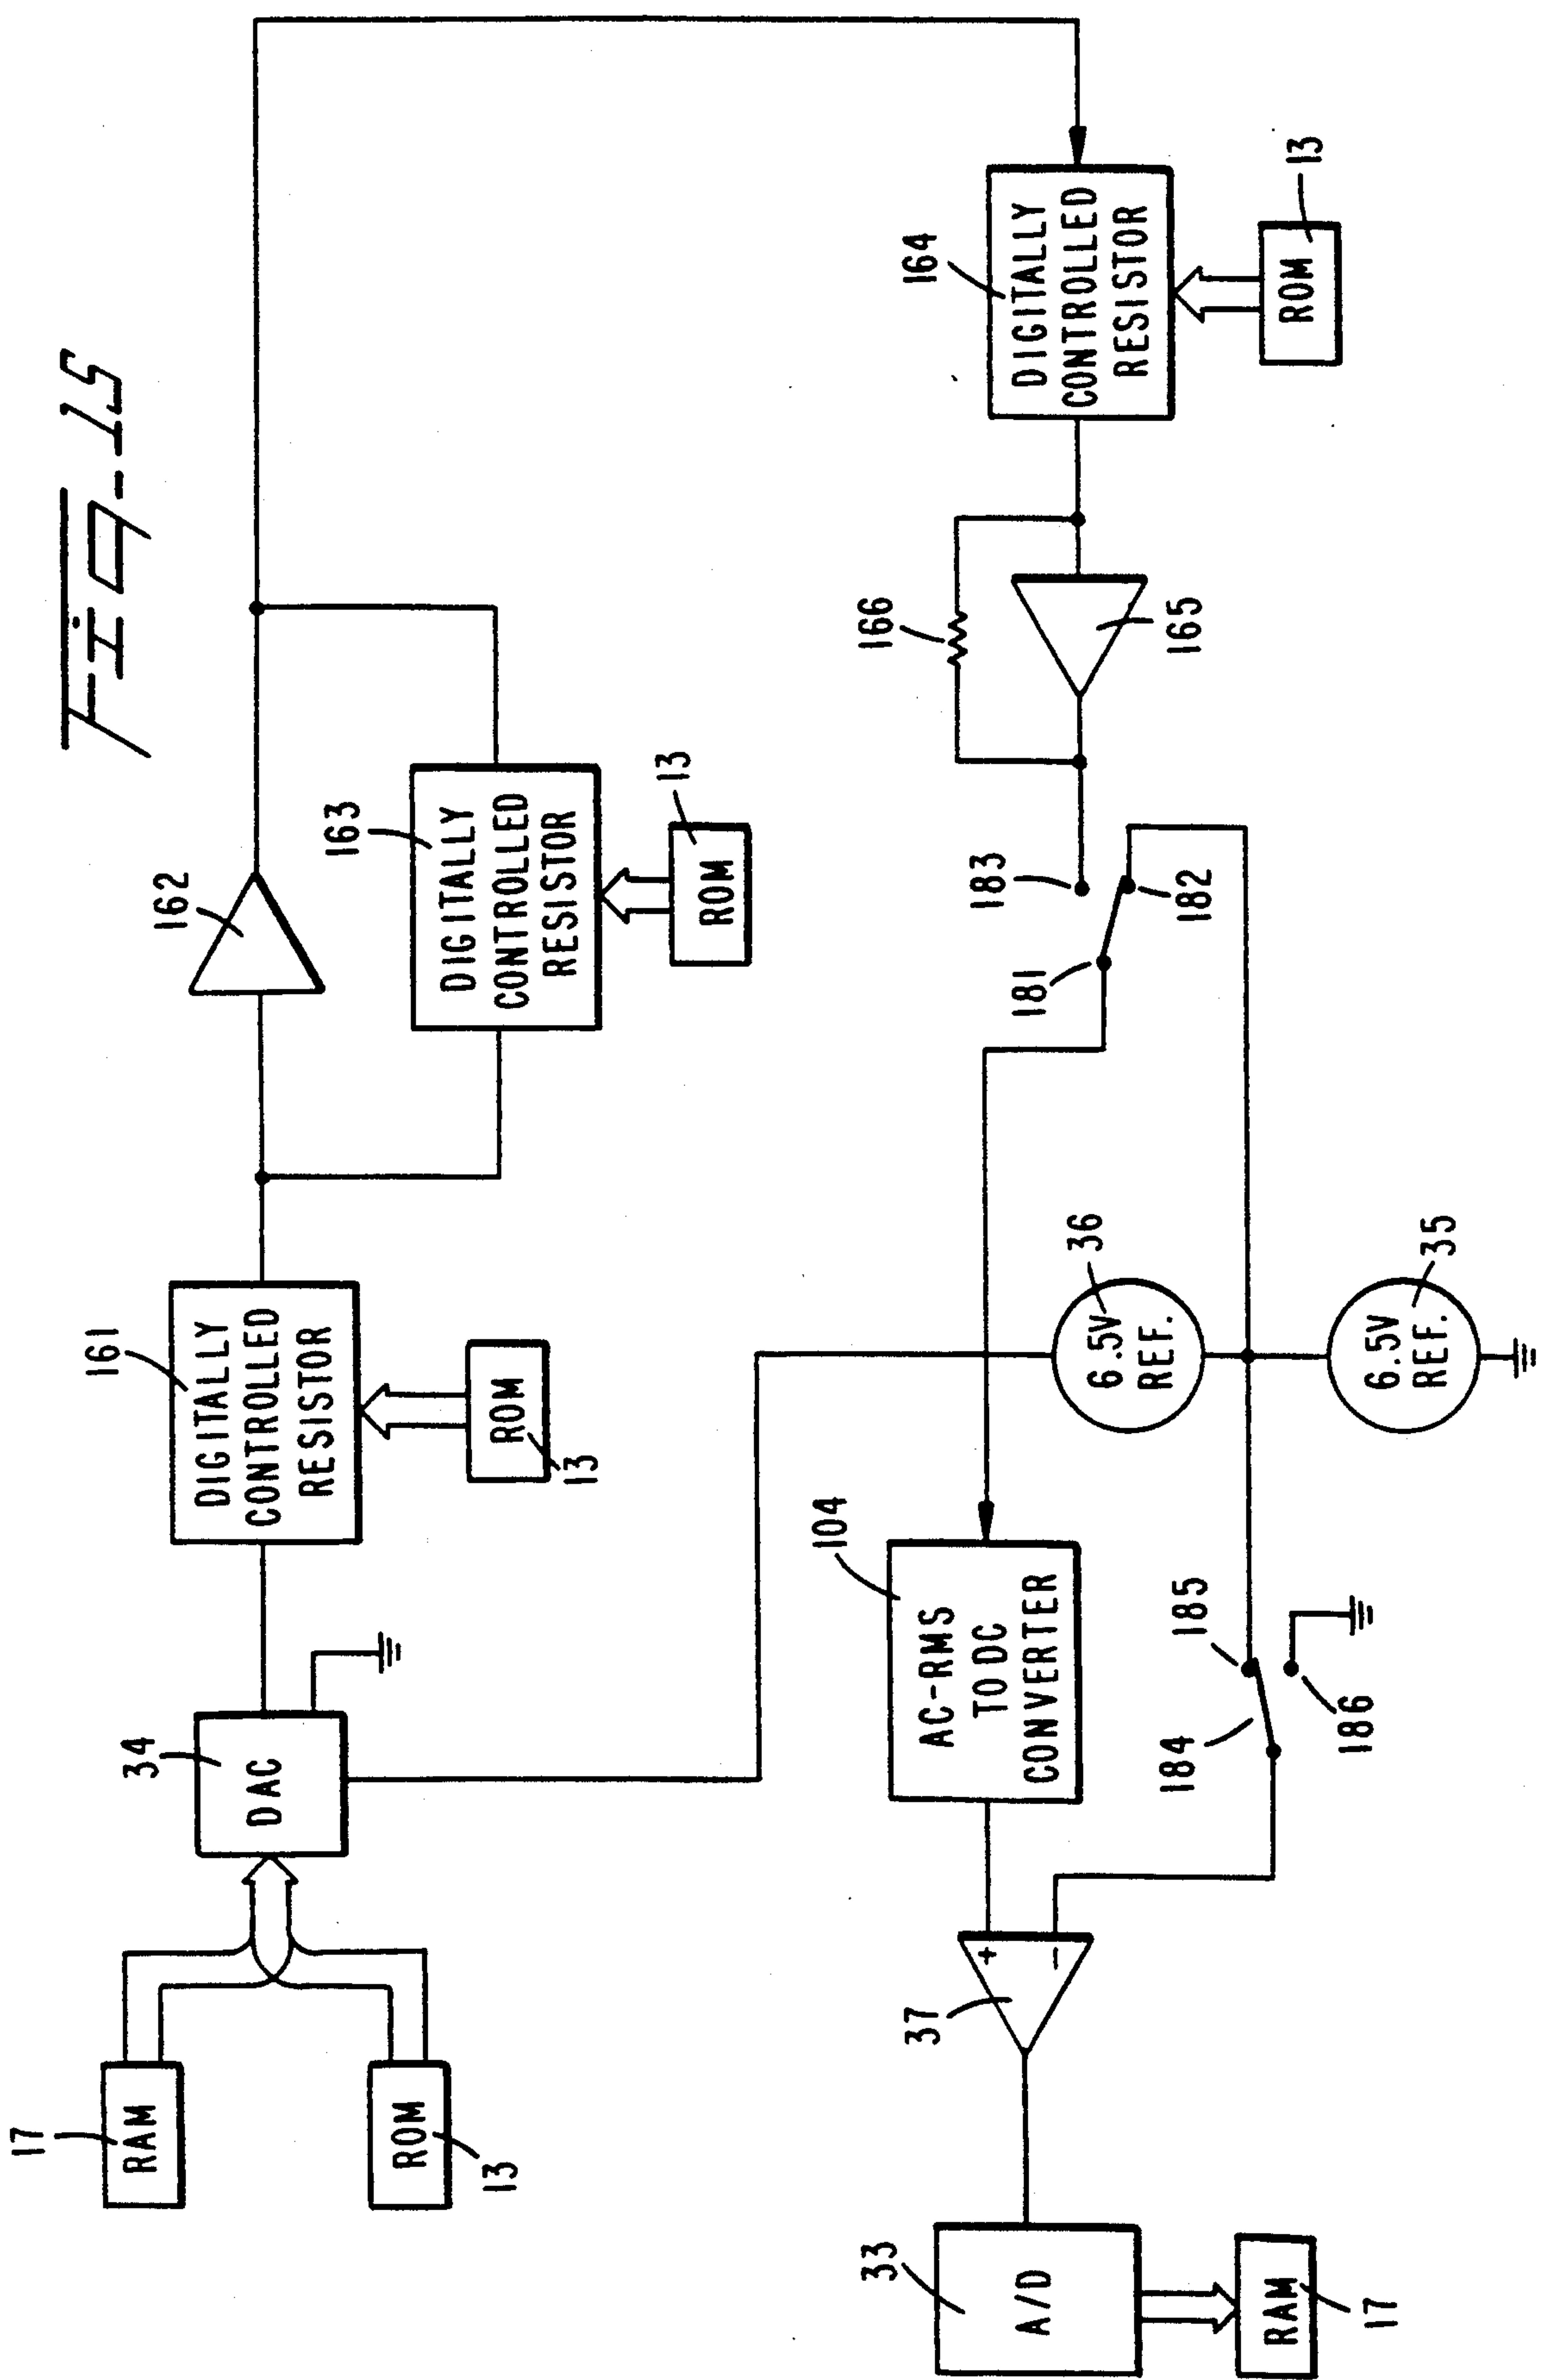 Fig_15
17
RAM
ROM
13
34
DAC
161
DIGITALLY
CONTROLLED
RESISTOR
ROM
13
162
163
DIGITALLY
CONTROLLED
RESISTOR
13
ROM
164
DIGITALLY
CONTROLLED
RESISTOR
13
ROM
166
165
183
182
181
36
6.5V
REF.
35
6.5V
REF.
104
AC-RMS
TO DC
CONVERTER
185
184
186
37
+
−
33
A/D
RAM
17